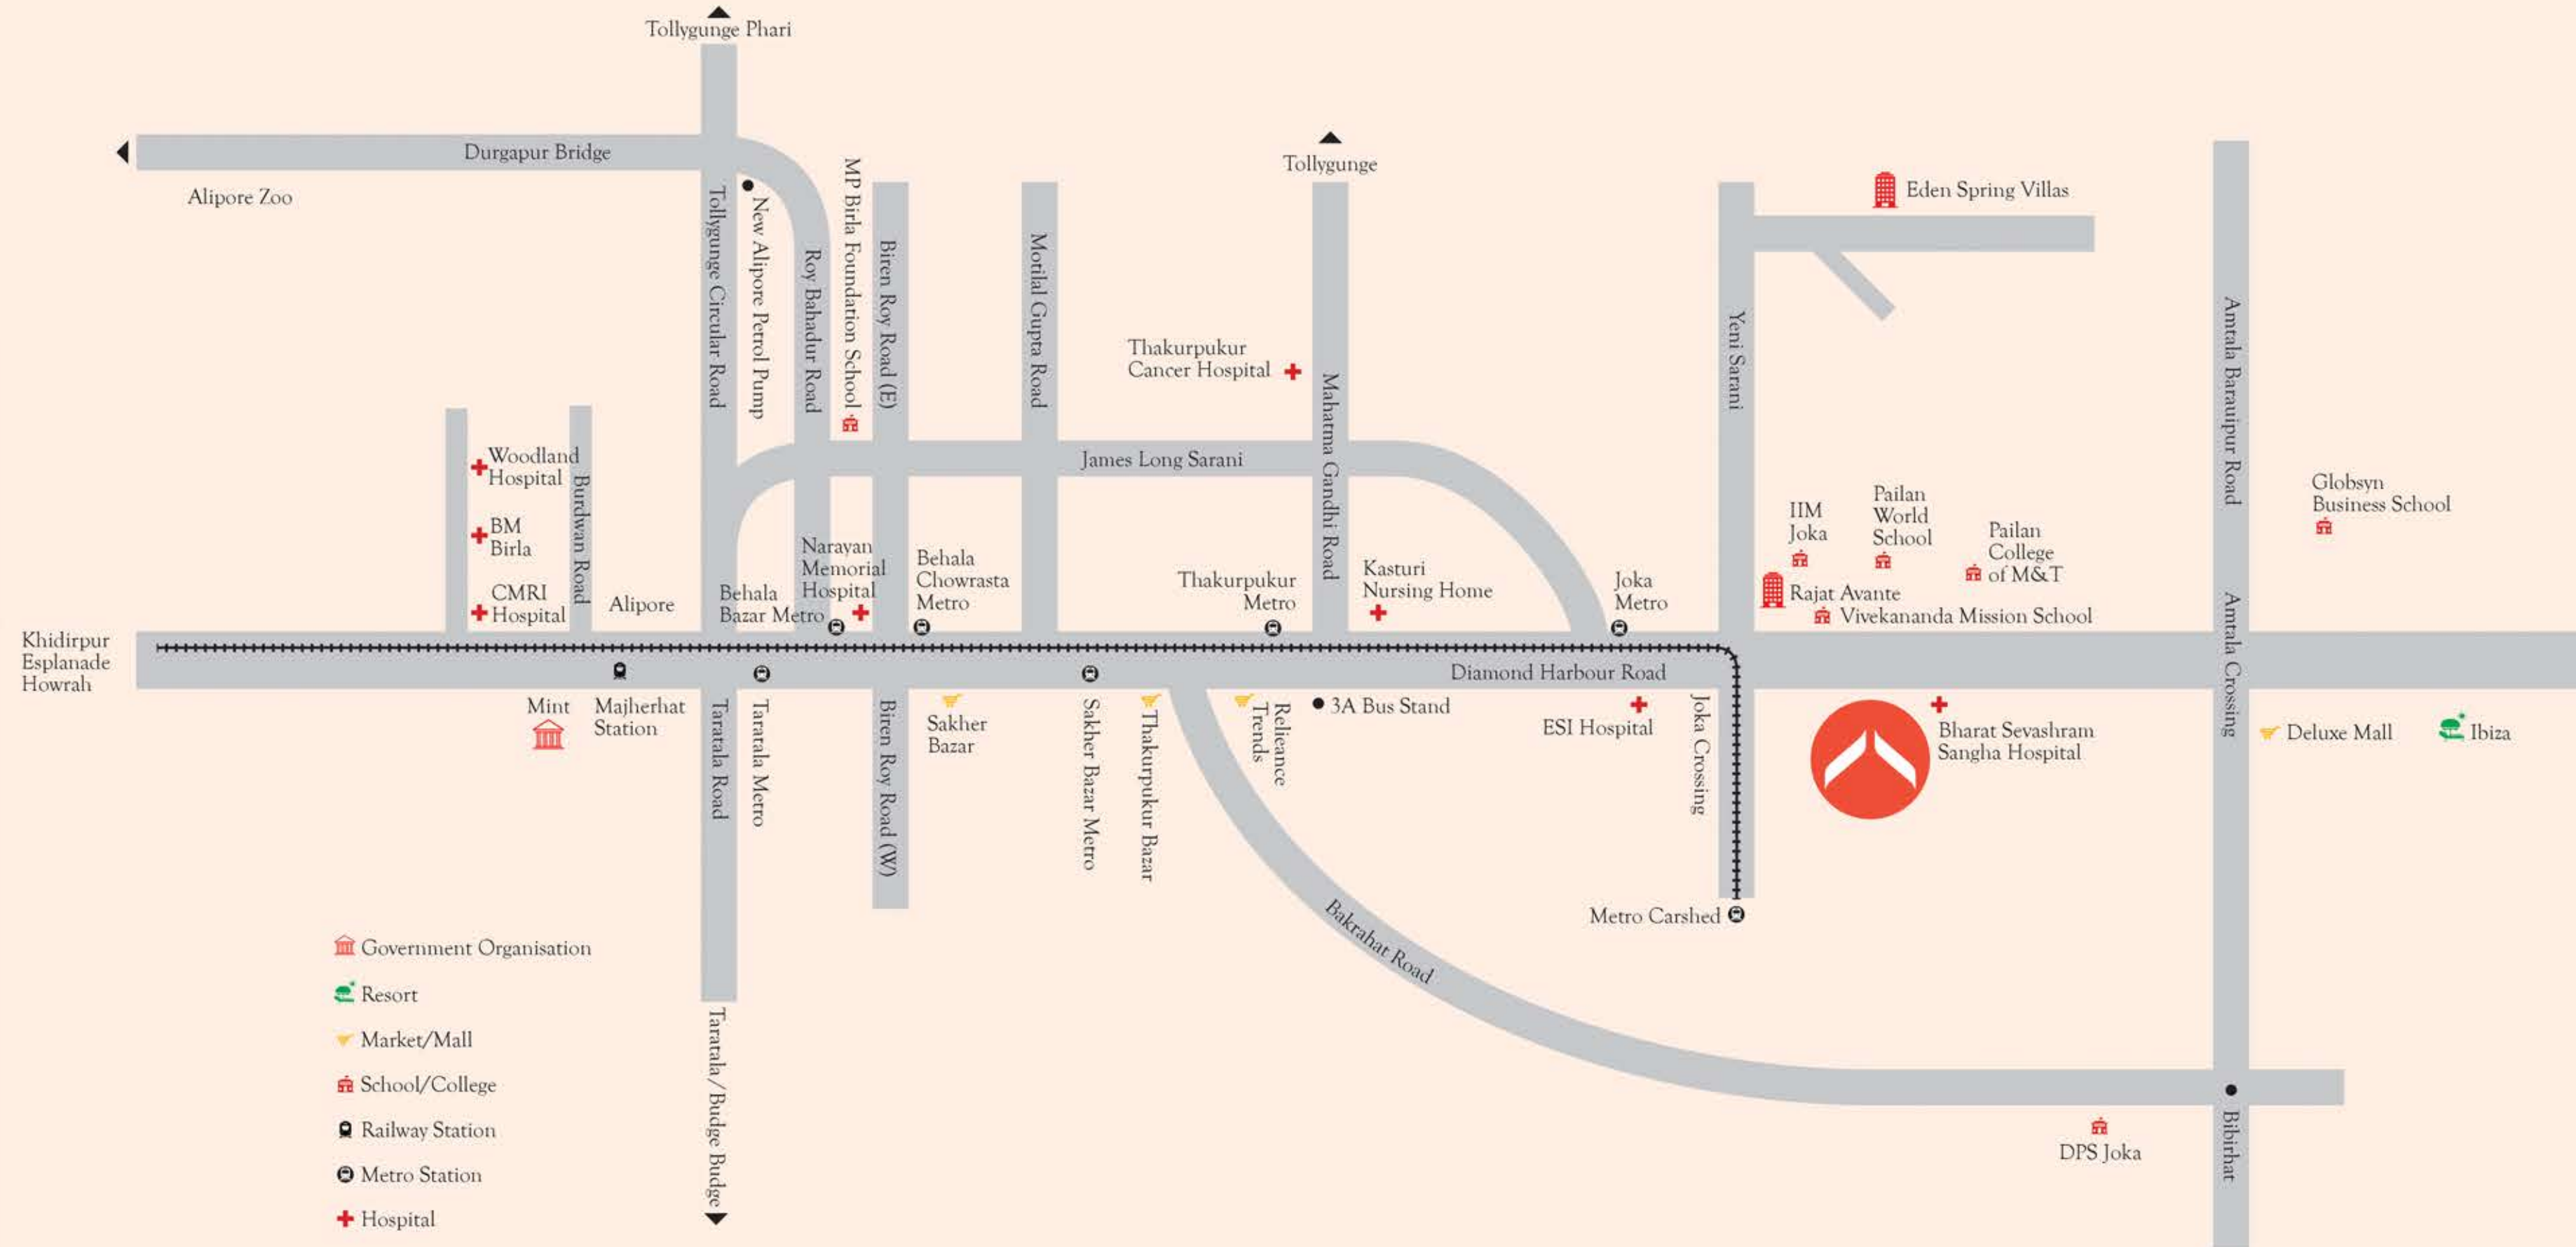 Tollygunge Phari
Durgapur Bridge
Alipore Zoo
Tollygunge Circular Road
New Alipore Petrol Pump
Roy Bahadur Road
MP Birla Foundation School
Biren Roy Road (E)
Motilal Gupta Road
Tollygunge
Thakurpukur
Cancer Hospital
Mahatma Gandhi Road
James Long Sarani
Yeni Sarani
Eden Spring Villas
Amtala Barauipur Road
Globsyn
Business School
IIM
Joka
Pailan
World
School
Pailan
College
of M&T
Rajat Avante
Vivekananda Mission School
Woodland
Hospital
BM
Birla
CMRI
Hospital
Burdwan Road
Alipore
Behala
Bazar Metro
Narayan
Memorial
Hospital
Behala
Chowrasta
Metro
Thakurpukur
Metro
Kasturi
Nursing Home
Joka
Metro
Khidirpur
Esplanade
Howrah
Diamond Harbour Road
Amtala Crossing
Mint
Majherhat
Station
Taratala Road
Taratala Metro
Biren Roy Road (W)
Sakher
Bazar
Sakher Bazar Metro
Thakurpukur Bazar
Relieance
Trends
3A Bus Stand
ESI Hospital
Joka Crossing
Bharat Sevashram
Sangha Hospital
Deluxe Mall
Ibiza
Metro Carshed
Bakrahat Road
Taratala/Budge Budge
DPS Joka
Bibirhat
Government Organisation
Resort
Market/Mall
School/College
Railway Station
Metro Station
Hospital